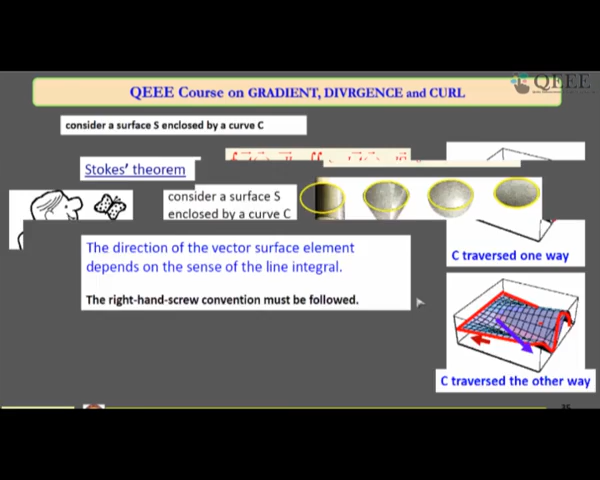 QEEE
QEEE Course on GRADIENT, DIVRGENCE and CURL
consider a surface S enclosed by a curve C
Stokes' theorem
consider a surface S
enclosed by a curve C
The direction of the vector surface element
depends on the sense of the line integral.
The right-hand-screw convention must be followed.
C traversed one way
C traversed the other way